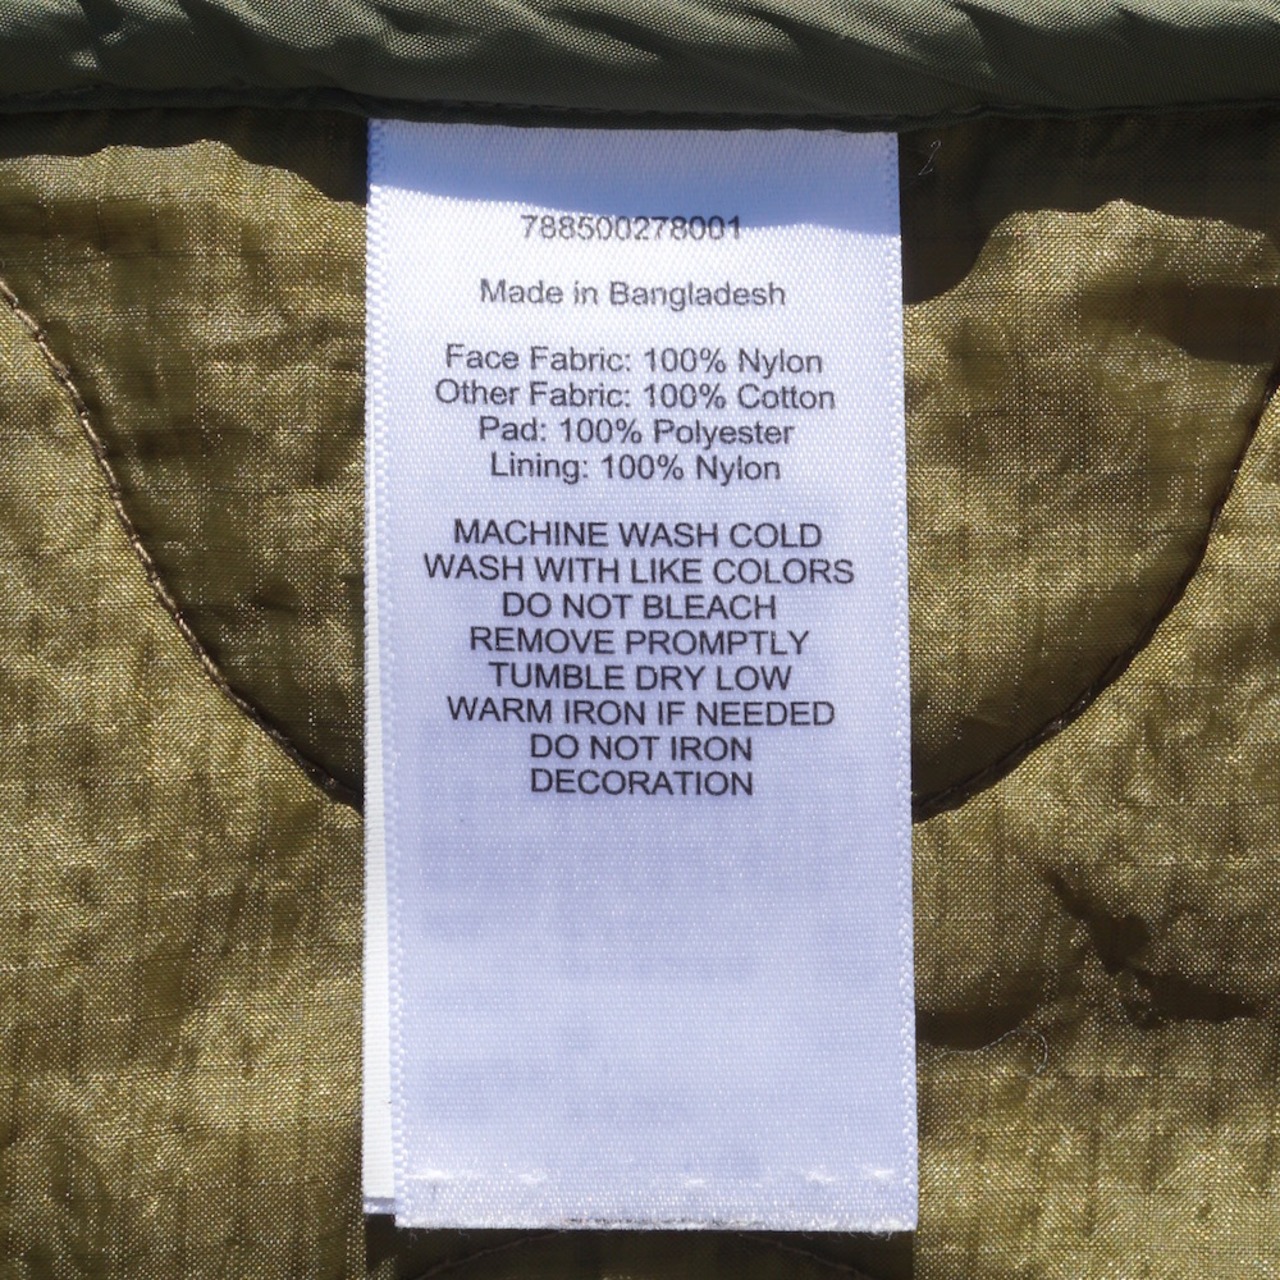 788500278001
Made in Bangladesh
Face Fabric: 100% Nylon
Other Fabric: 100% Cotton
Pad: 100% Polyester
Lining: 100% Nylon
MACHINE WASH COLD
WASH WITH LIKE COLORS
DO NOT BLEACH
REMOVE PROMPTLY
TUMBLE DRY LOW
WARM IRON IF NEEDED
DO NOT IRON
DECORATION